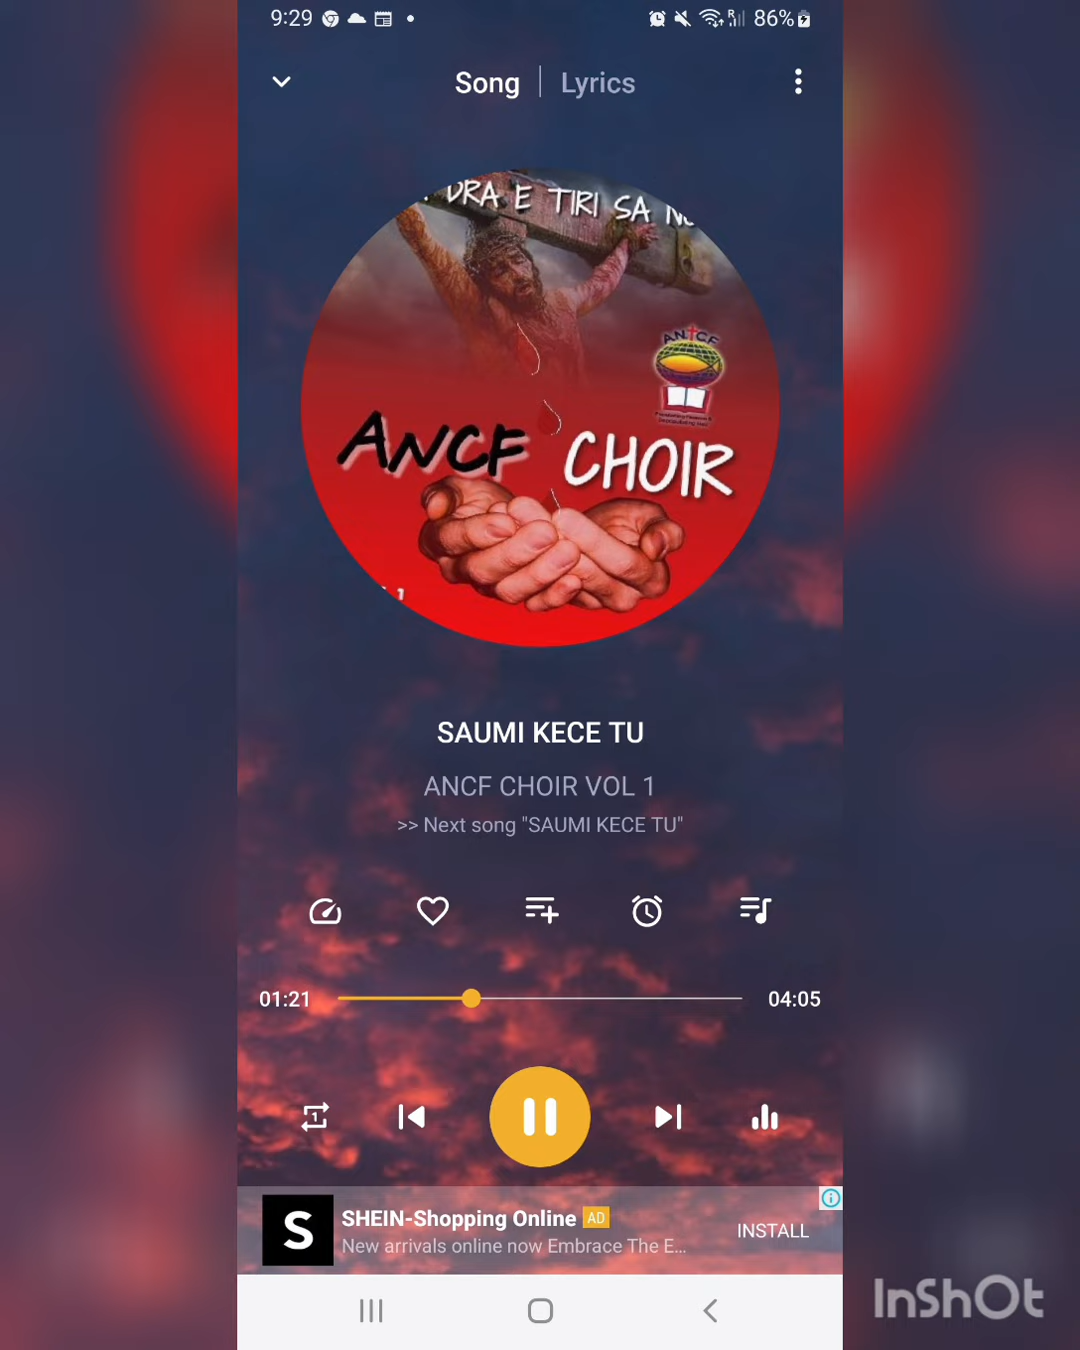 9:29
86%
Song | Lyrics
DRA E TIRI SA
ANCF
ANCF CHOIR
1
SAUMI KECE TU
ANCF CHOIR VOL 1
>> Next song "SAUMI KECE TU"
01:21
04:05
1
S
SHEIN-Shopping Online AD
New arrivals online now Embrace The E...
INSTALL
InShOt